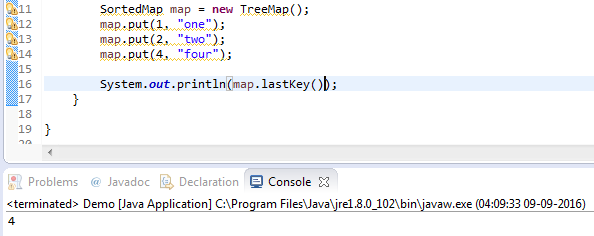 11 SortedMap map = new TreeMap();
12 map.put(1, "one");
13 map.put(2, "two");
14 map.put(4, "four");
15
16 System.out.println(map.lastKey());
17 }
18
19 }
20
Problems @ Javadoc Declaration Console
<terminated> Demo [Java Application] C:\Program Files\Java\jre1.8.0_102\bin\javaw.exe (04:09:33 09-09-2016)
4